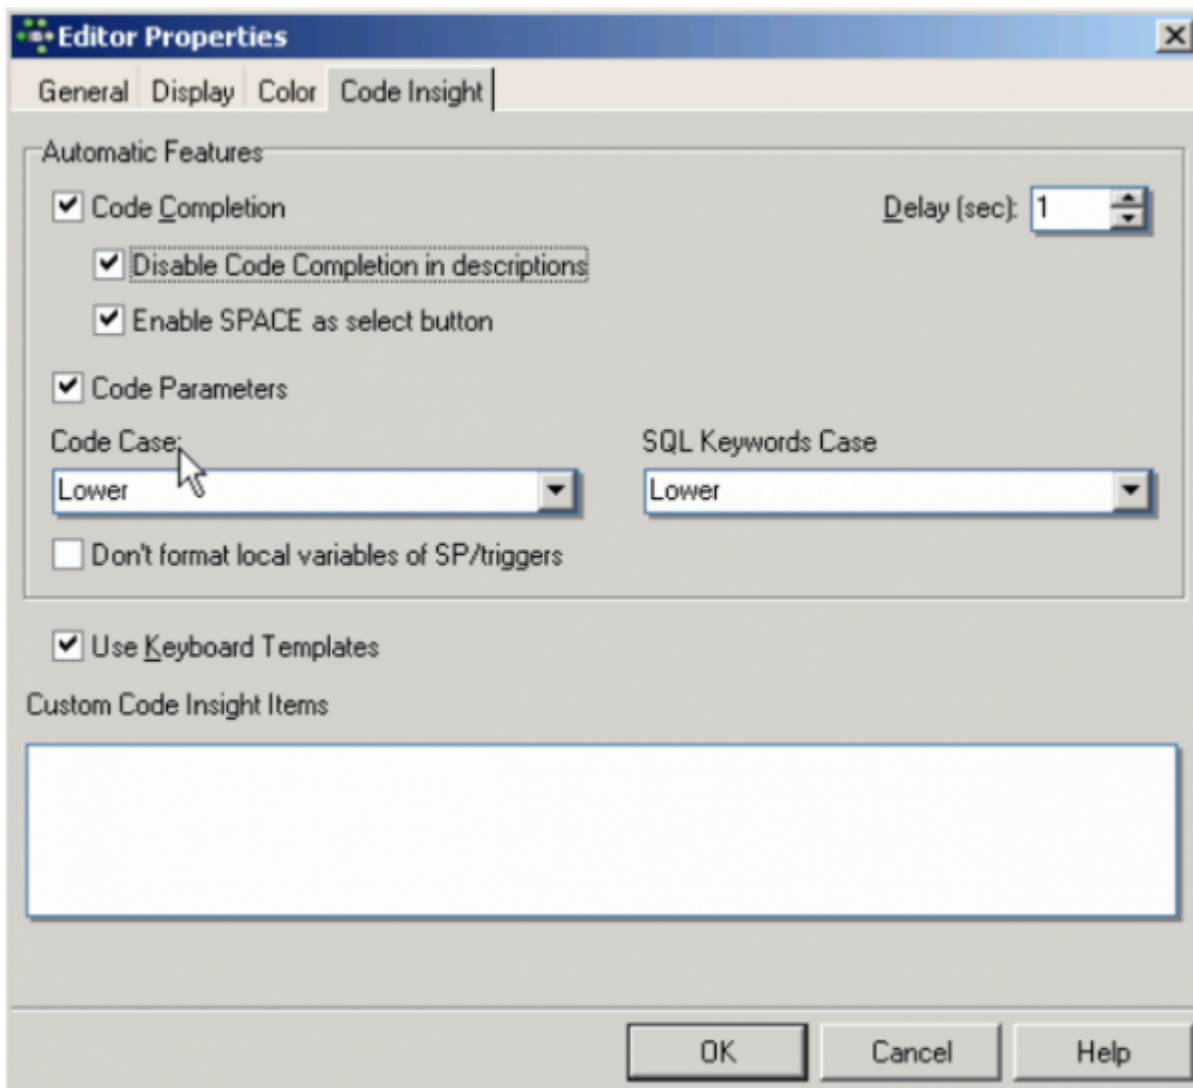 Editor Properties
General Display Color Code Insight
Automatic Features
Code Completion Delay (sec): 1
Disable Code Completion in descriptions
Enable SPACE as select button
Code Parameters
Code Case: SQL Keywords Case
Lower Lower
Don't format local variables of SP/triggers
Use Keyboard Templates
Custom Code Insight Items
OK Cancel Help